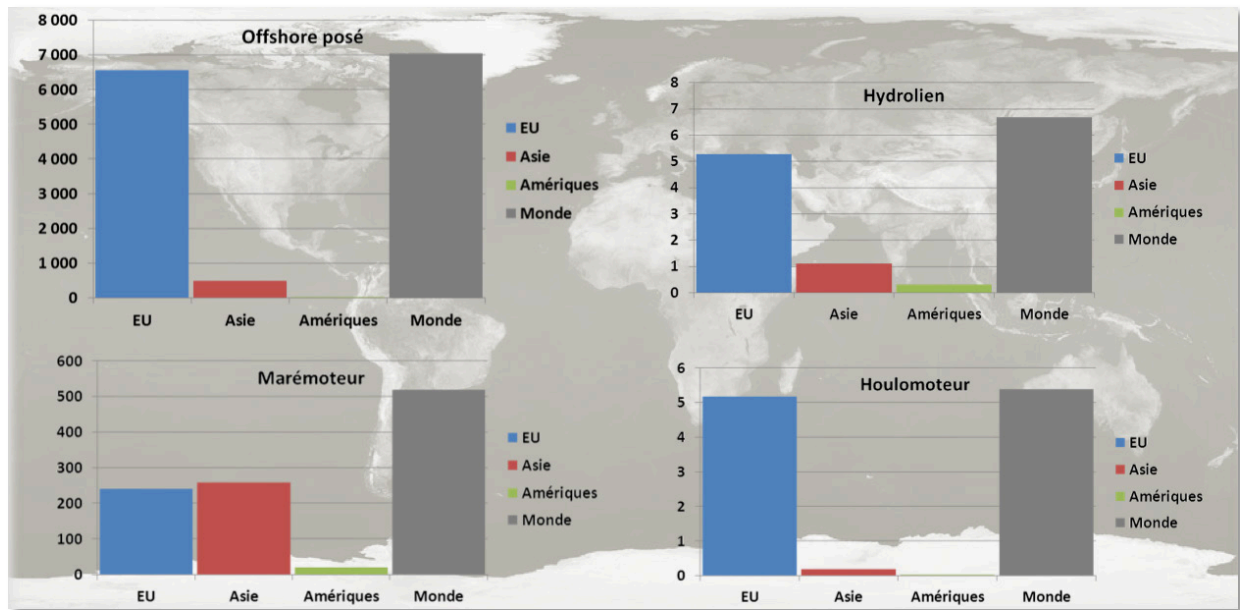 Offshore posé
8 000
7 000
6 000
5 000
4 000
3 000
2 000
1 000
0
EU Asie Amériques Monde
EU
Asie
Amériques
Monde
Hydrolien
8
7
6
5
4
3
2
1
0
EU Asie Amériques Monde
EU
Asie
Amériques
Monde
Marémoteur
600
500
400
300
200
100
0
EU Asie Amériques Monde
EU
Asie
Amériques
Monde
Houlomoteur
6
5
4
3
2
1
0
EU Asie Amériques Monde
EU
Asie
Amériques
Monde